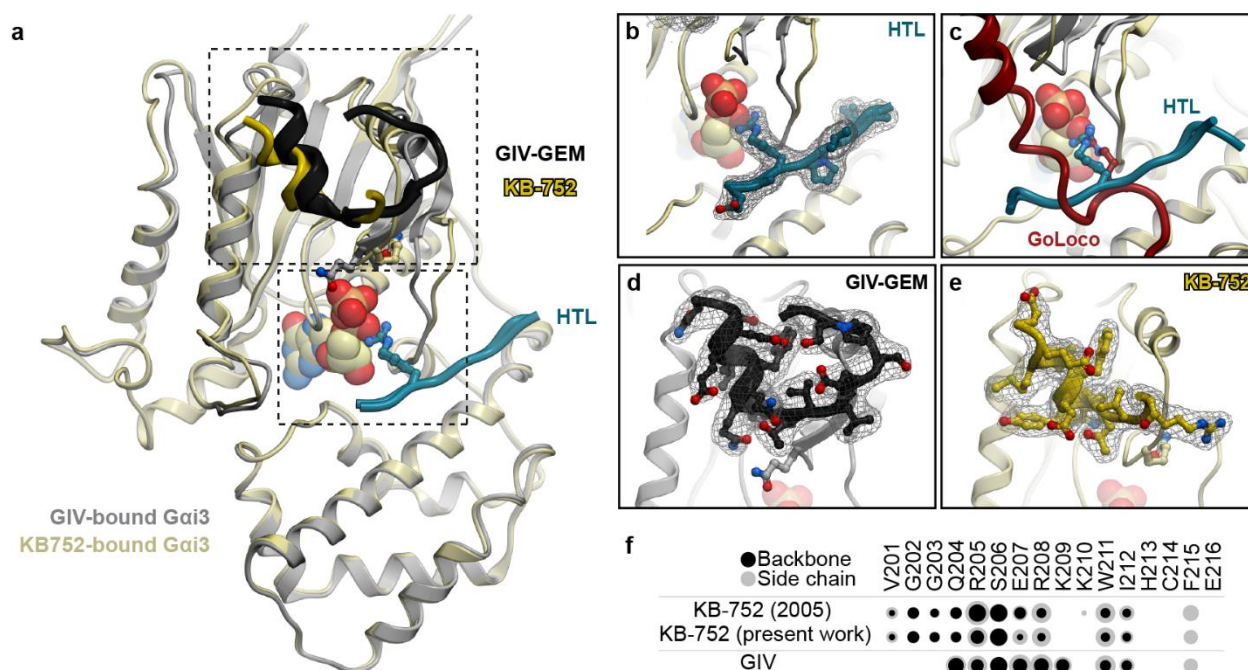 a
GIV-GEM
KB-752
HTL
GIV-bound Gαi3
KB752-bound Gαi3
b
HTL
c
HTL
GoLoco
d
GIV-GEM
e
KB-752
f
Backbone
Side chain
V201 G202 G203 Q204 R205 S206 E207 R208 K209 K210 W211 I212 H213 C214 F215 E216
KB-752 (2005)
KB-752 (present work)
GIV